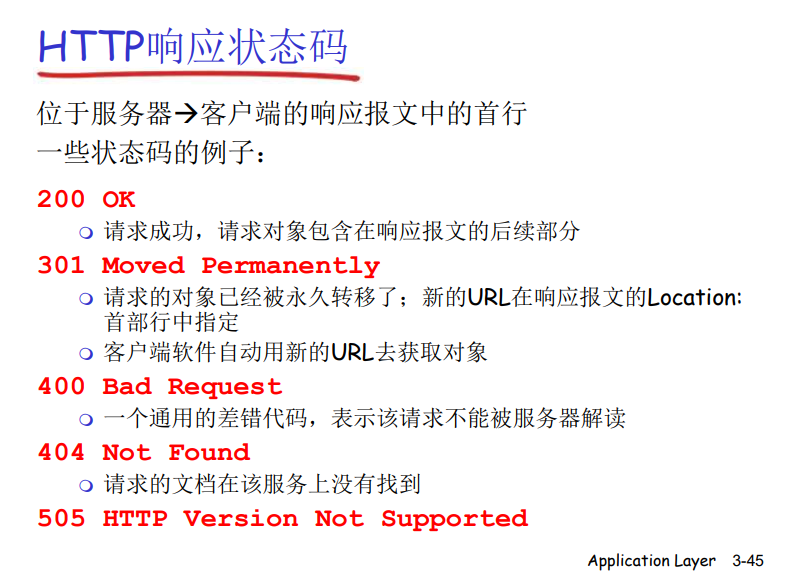 HTTP响应状态码
位于服务器→客户端的响应报文中的首行
一些状态码的例子：
200 OK
请求成功，请求对象包含在响应报文的后续部分
301 Moved Permanently
请求的对象已经被永久转移了；新的URL在响应报文的Location:
首部行中指定
客户端软件自动用新的URL去获取对象
400 Bad Request
一个通用的差错代码，表示该请求不能被服务器解读
404 Not Found
请求的文档在该服务上没有找到
505 HTTP Version Not Supported
Application Layer 3-45